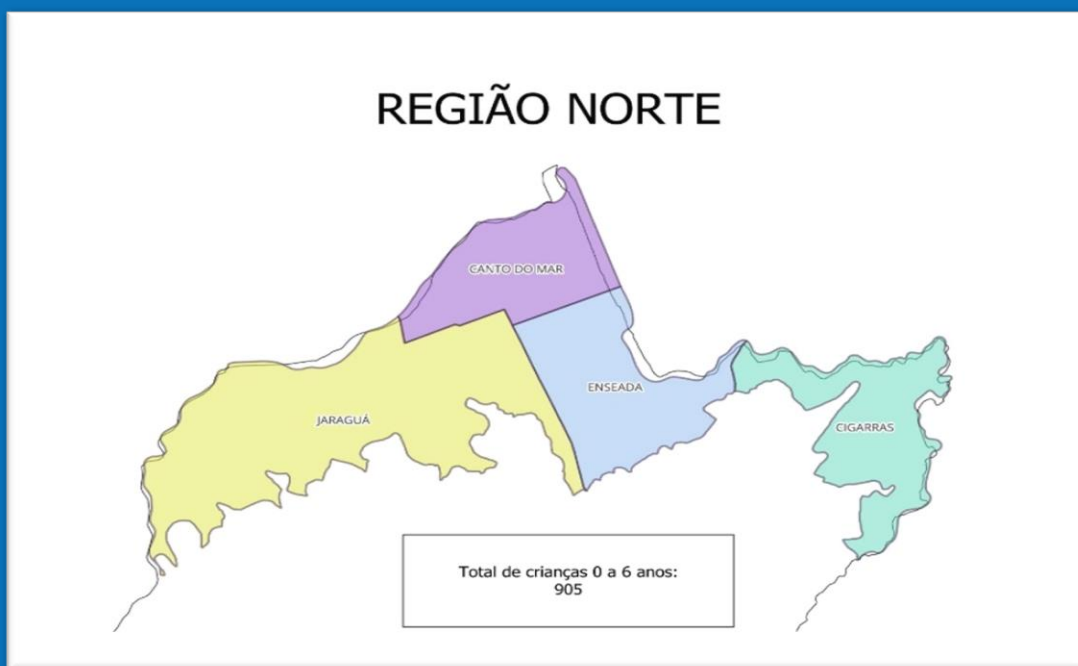 REGIÃO NORTE
CANTO DO MAR
ENSEADA
JARAGUÁ
CIGARRAS
Total de crianças 0 a 6 anos:
905